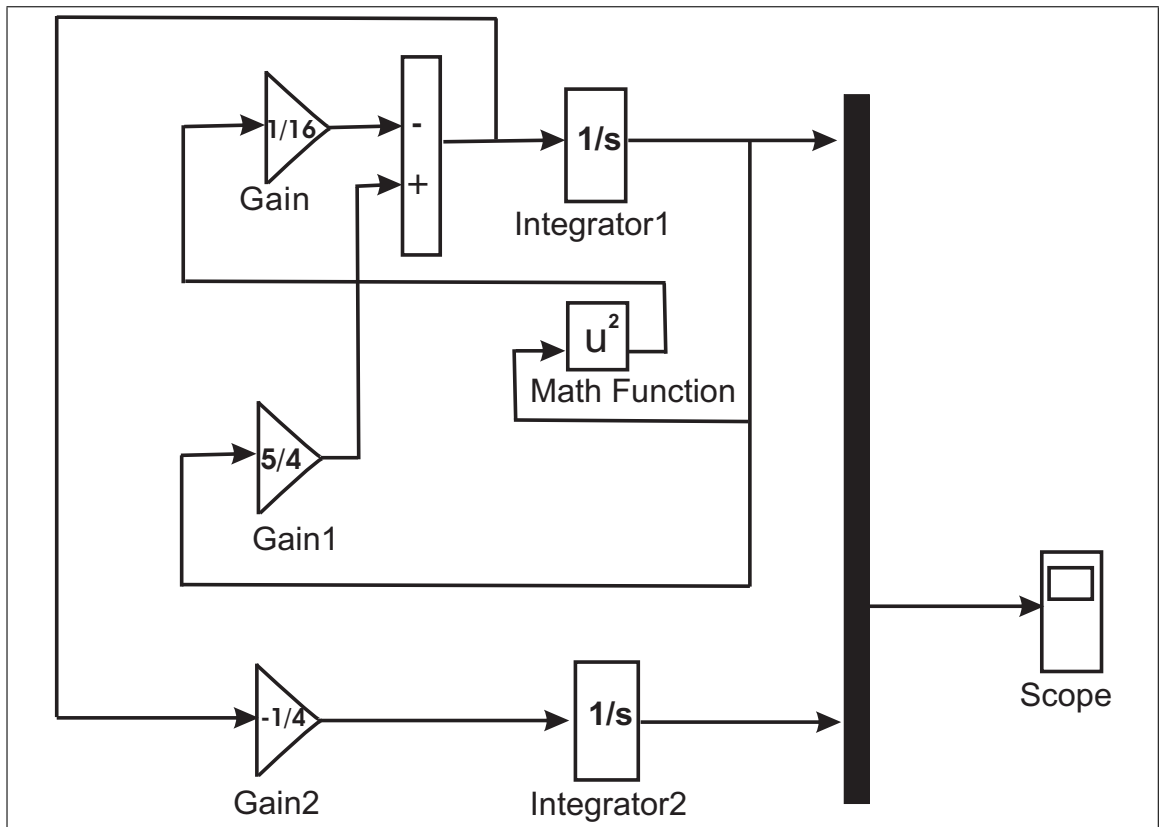 1/16
-
+
Gain
1/s
Integrator1
u²
Math Function
5/4
Gain1
-1/4
Gain2
1/s
Integrator2
Scope